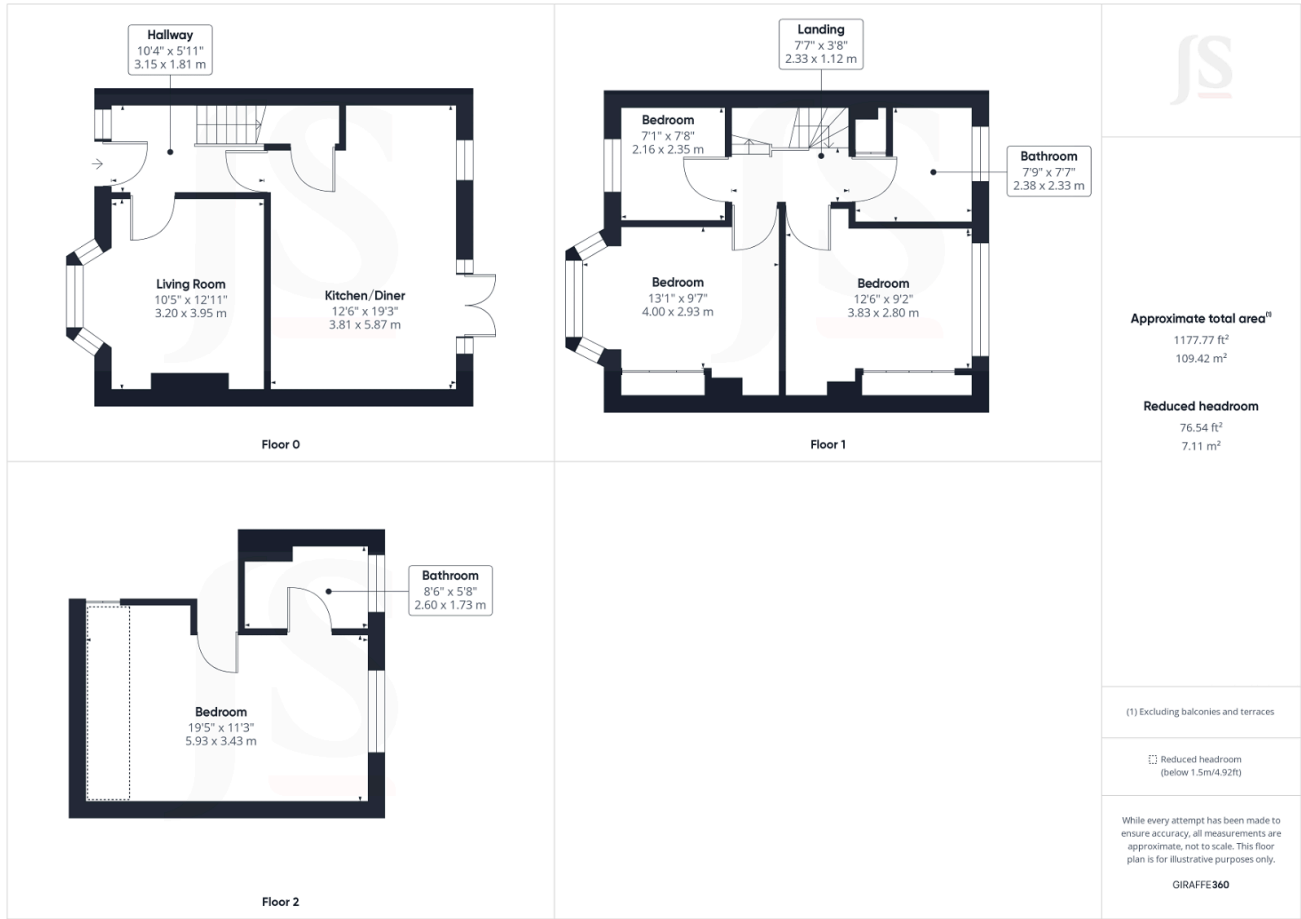 Hallway
10'4" x 5'11"
3.15 x 1.81 m
Living Room
10'5" x 12'11"
3.20 x 3.95 m
Kitchen/Diner
12'6" x 19'3"
3.81 x 5.87 m
Floor 0
Landing
7'7" x 3'8"
2.33 x 1.12 m
Bedroom
7'1" x 7'8"
2.16 x 2.35 m
Bathroom
7'9" x 7'7"
2.38 x 2.33 m
Bedroom
13'1" x 9'7"
4.00 x 2.93 m
Bedroom
12'6" x 9'2"
3.83 x 2.80 m
Floor 1
Bathroom
8'6" x 5'8"
2.60 x 1.73 m
Bedroom
19'5" x 11'3"
5.93 x 3.43 m
Floor 2
JS
Approximate total area⁽¹⁾
1177.77 ft²
109.42 m²
Reduced headroom
76.54 ft²
7.11 m²
(1) Excluding balconies and terraces
Reduced headroom
(below 1.5m/4.92ft)
While every attempt has been made to
ensure accuracy, all measurements are
approximate, not to scale. This floor
plan is for illustrative purposes only.
GIRAFFE360